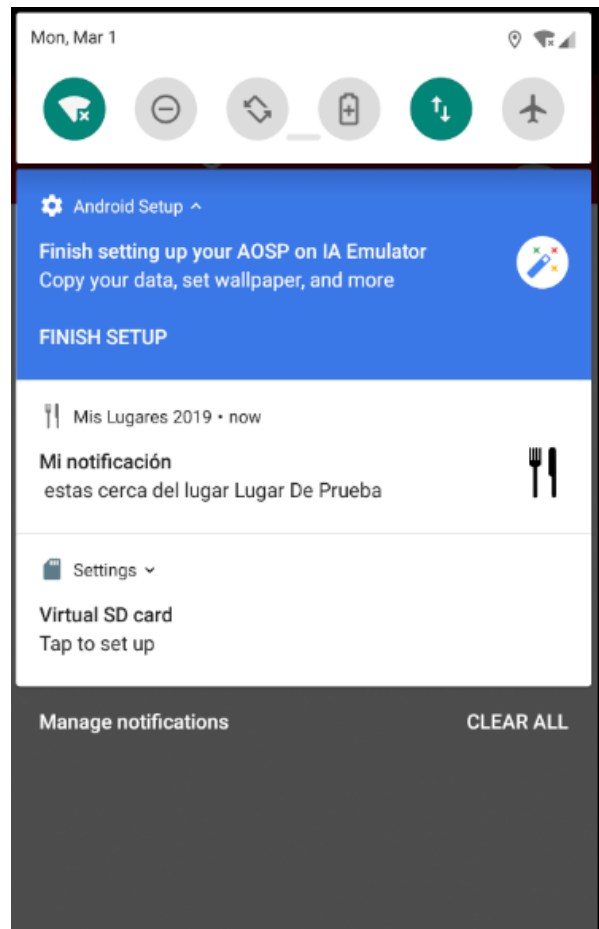 Mon, Mar 1
Android Setup
Finish setting up your AOSP on IA Emulator
Copy your data, set wallpaper, and more
FINISH SETUP
Mis Lugares 2019 • now
Mi notificación
estas cerca del lugar Lugar De Prueba
Settings
Virtual SD card
Tap to set up
Manage notifications
CLEAR ALL